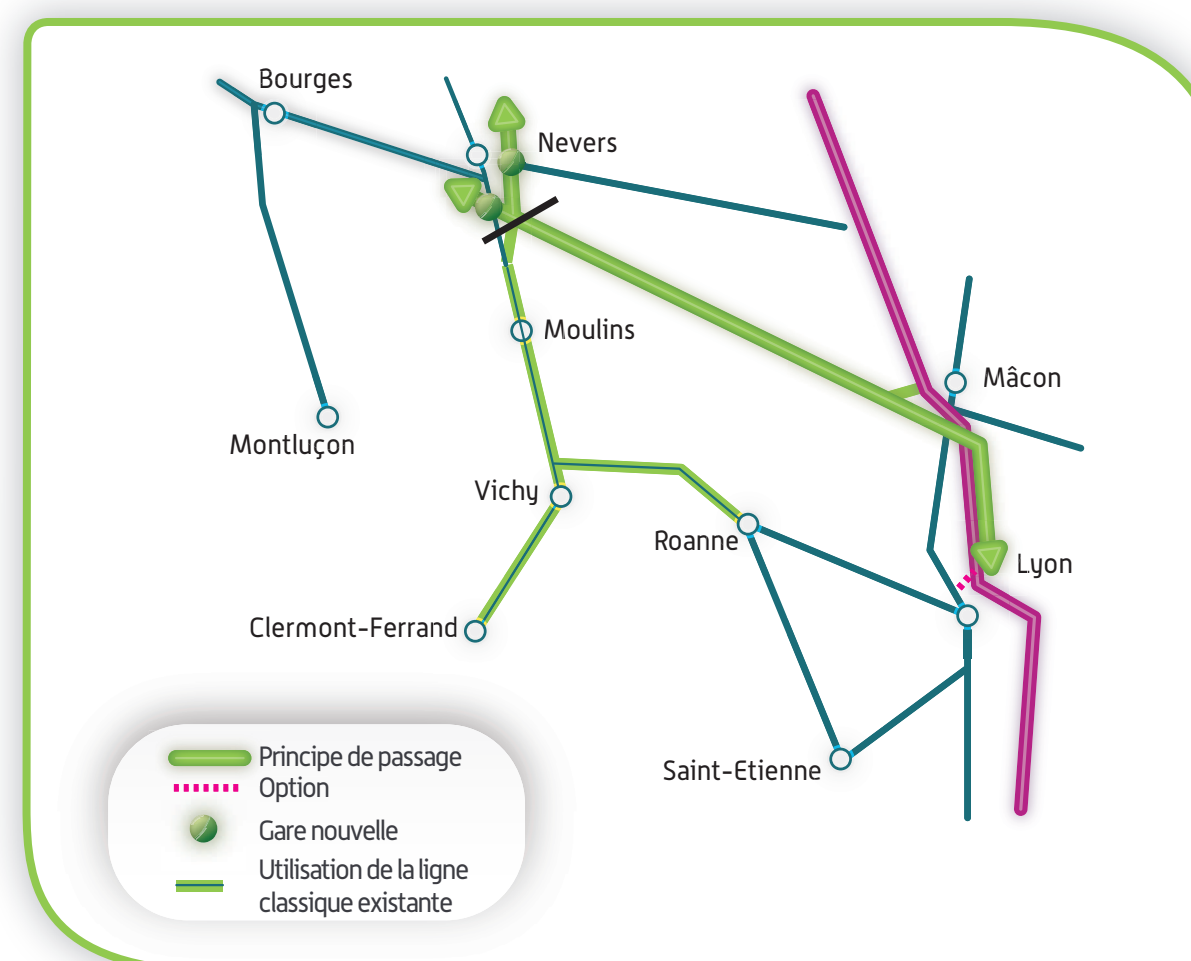 Bourges
Nevers
Moulins
Mâcon
Montluçon
Vichy
Roanne
Lyon
Clermont-Ferrand
Saint-Etienne
Principe de passage
Option
Gare nouvelle
Utilisation de la ligne
classique existante